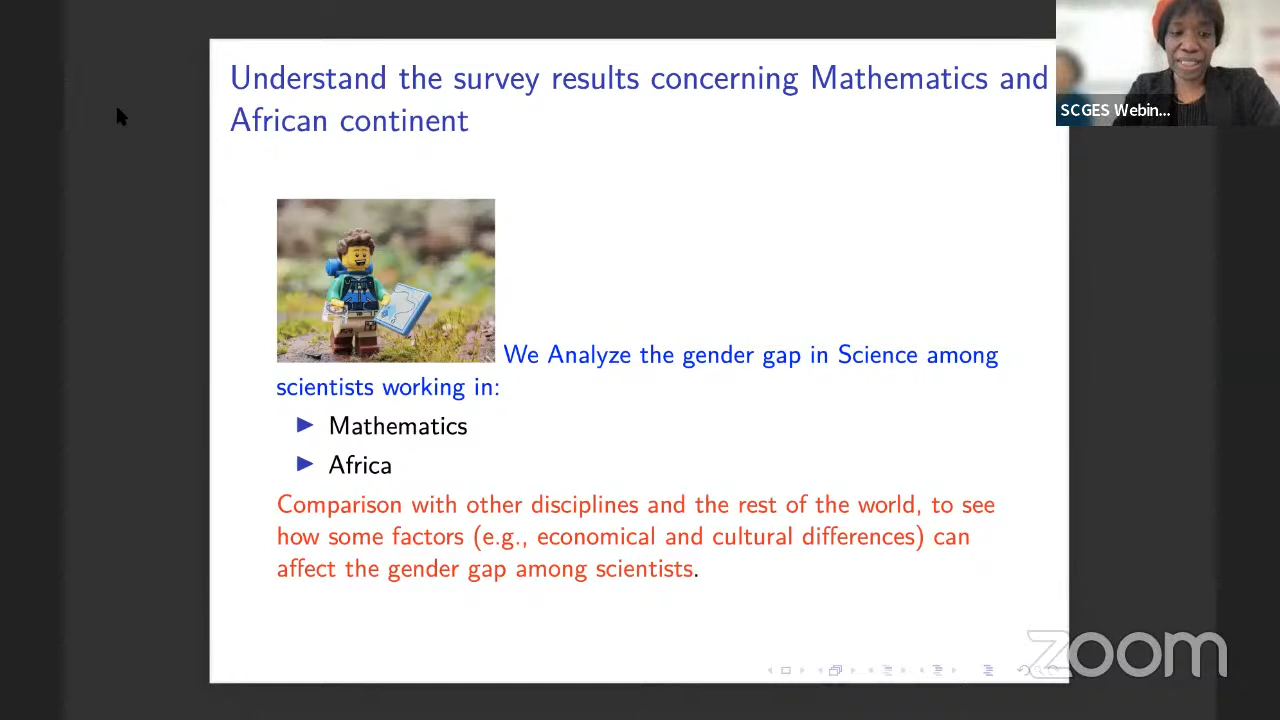 Understand the survey results concerning Mathematics and
African continent
SCGES Webin...
We Analyze the gender gap in Science among
scientists working in:
Mathematics
Africa
Comparison with other disciplines and the rest of the world, to see
how some factors (e.g., economical and cultural differences) can
affect the gender gap among scientists.
zoom